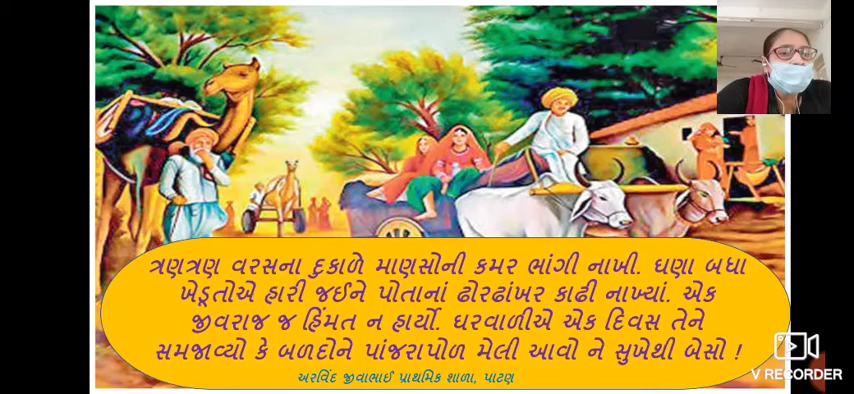 ત્રણત્રણ વરસના દુકાળે માણસોની કમર ભાંગી નાખી. ઘણા બધા
ખેડૂતોએ હારી જઈને પોતાનાં ઢોરઢાંખર કાઢી નાખ્યાં. એક
જીવરાજ જ હિંમત ન હાર્યો. ઘરવાળીએ એક દિવસ તેને
સમજાવ્યો કે બળદોને પાંજરાપોળ મેલી આવો ને સુખેથી બેસો !
અરવિંદ જીવાભાઈ પ્રાથમિક શાળા, પાટણ
V RECORDER